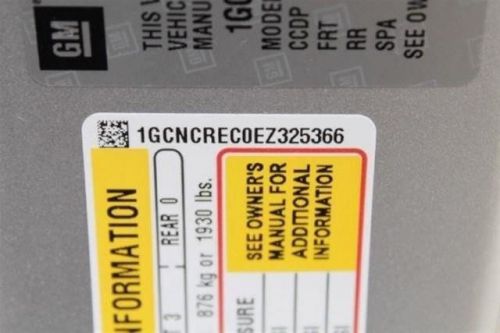 GM
THIS V
VEHIC
MANU
1GC
MODE
CCDP
FRT
RR
SPA
SEE OW
1GCNCREC0EZ325366
INFORMATION
REAR 0
T 3
876 kg or 1930 lbs.
SEE OWNER'S
MANUAL FOR
ADDITIONAL
INFORMATION
SURE